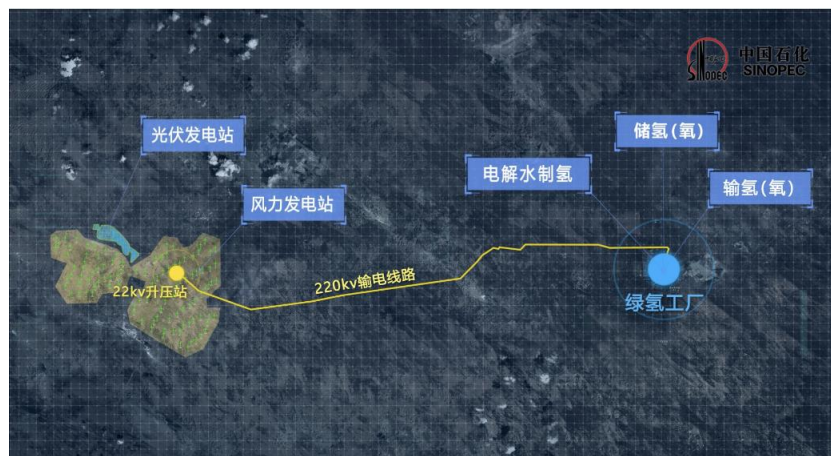 中国石化
SINOPEC
SINOPEC
光伏发电站
储氢(氧)
电解水制氢
输氢(氧)
风力发电站
22kv升压站
220kv输电线路
绿氢工厂